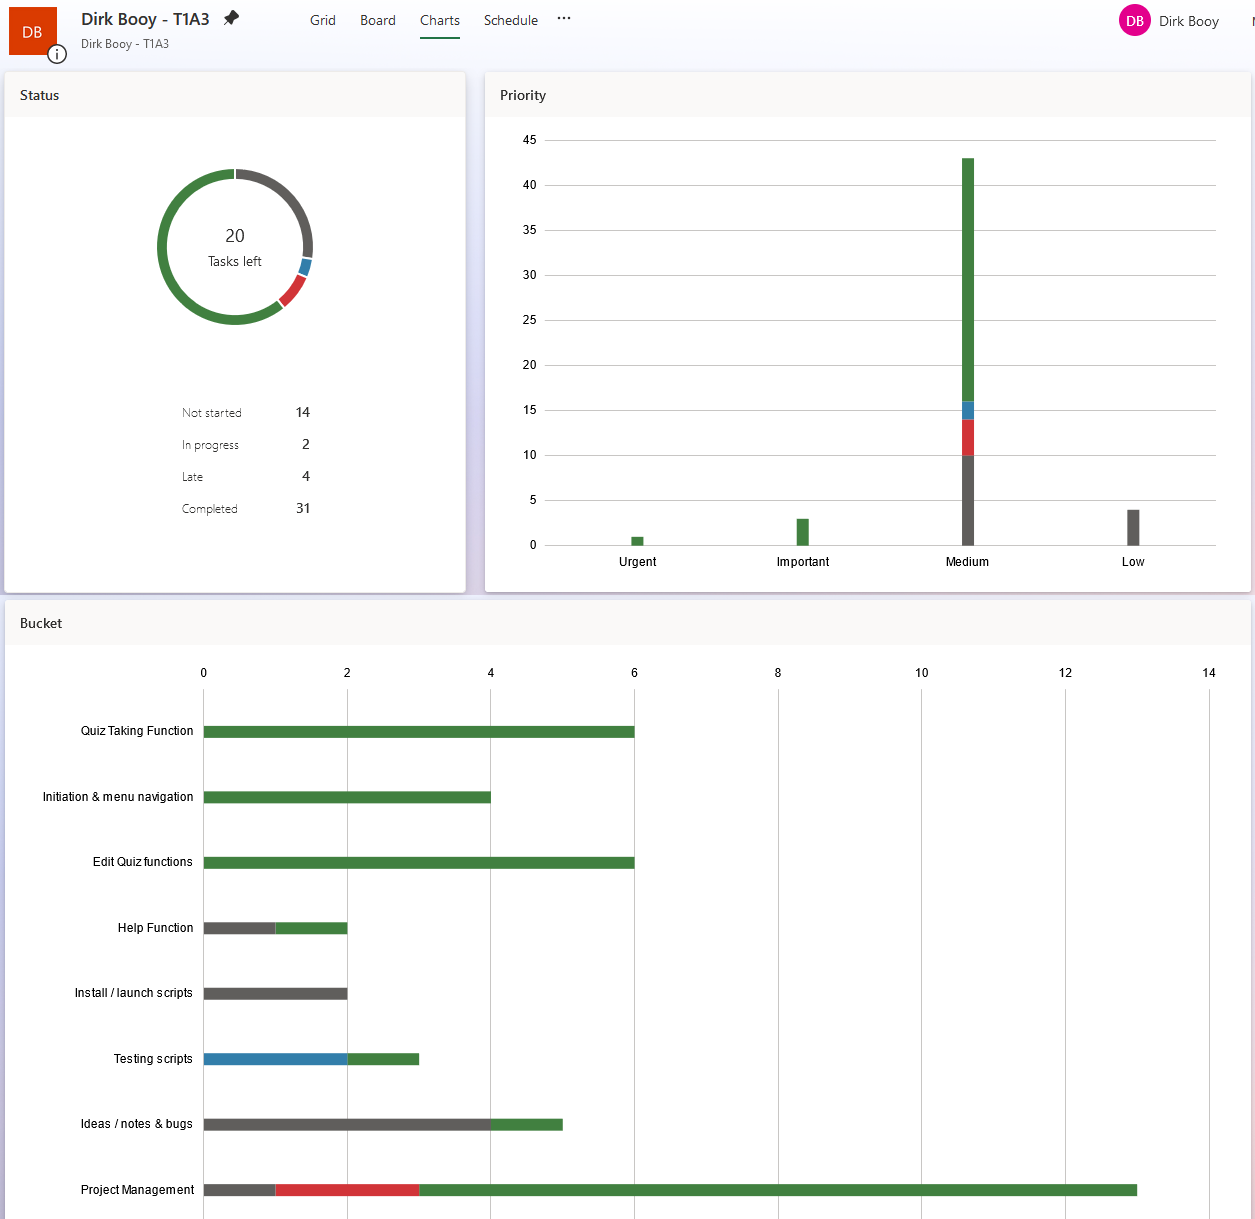 DB
Dirk Booy - T1A3
Dirk Booy - T1A3
Grid Board Charts Schedule ···
DB Dirk Booy
Status
20
Tasks left
Not started 14
In progress 2
Late 4
Completed 31
Priority
45
40
35
30
25
20
15
10
5
0
Urgent Important Medium Low
Bucket
0 2 4 6 8 10 12 14
Quiz Taking Function
Initiation & menu navigation
Edit Quiz functions
Help Function
Install / launch scripts
Testing scripts
Ideas / notes & bugs
Project Management